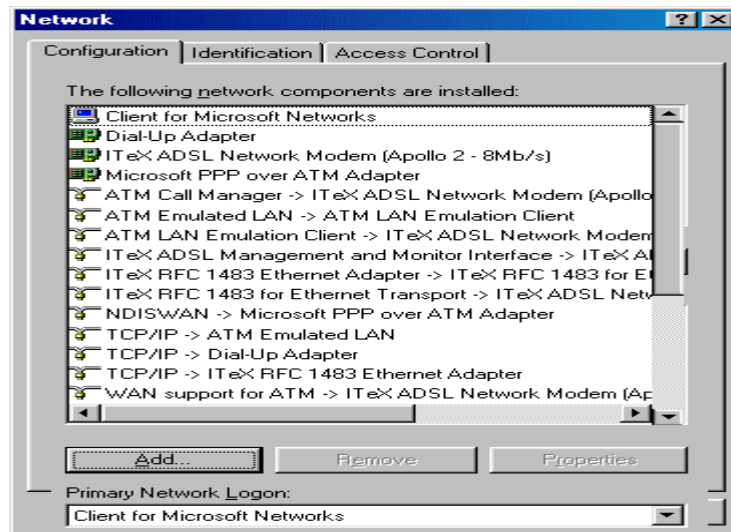 Network
Configuration Identification Access Control
The following network components are installed:
Client for Microsoft Networks
Dial-Up Adapter
ITeX ADSL Network Modem (Apollo 2 - 8Mb/s)
Microsoft PPP over ATM Adapter
ATM Call Manager -> ITeX ADSL Network Modem (Apollo
ATM Emulated LAN -> ATM LAN Emulation Client
ATM LAN Emulation Client -> ITeX ADSL Network Modem
ITeX ADSL Management and Monitor Interface -> ITeX A
ITeX RFC 1483 Ethernet Adapter -> ITeX RFC 1483 for E
ITeX RFC 1483 for Ethernet Transport -> ITeX ADSL Netw
NDISWAN -> Microsoft PPP over ATM Adapter
TCP/IP -> ATM Emulated LAN
TCP/IP -> Dial-Up Adapter
TCP/IP -> ITeX RFC 1483 Ethernet Adapter
WAN support for ATM -> ITeX ADSL Network Modem (Ap
Add... Remove Properties
Primary Network Logon:
Client for Microsoft Networks